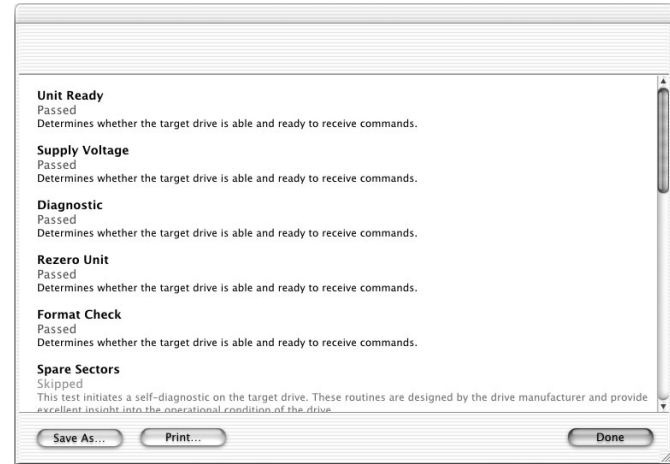 Unit Ready
Passed
Determines whether the target drive is able and ready to receive commands.
Supply Voltage
Passed
Determines whether the target drive is able and ready to receive commands.
Diagnostic
Passed
Determines whether the target drive is able and ready to receive commands.
Rezero Unit
Passed
Determines whether the target drive is able and ready to receive commands.
Format Check
Passed
Determines whether the target drive is able and ready to receive commands.
Spare Sectors
Skipped
This test initiates a self-diagnostic on the target drive. These routines are designed by the drive manufacturer and provide
excellent insight into the operational condition of the drive.
Save As...
Print...
Done